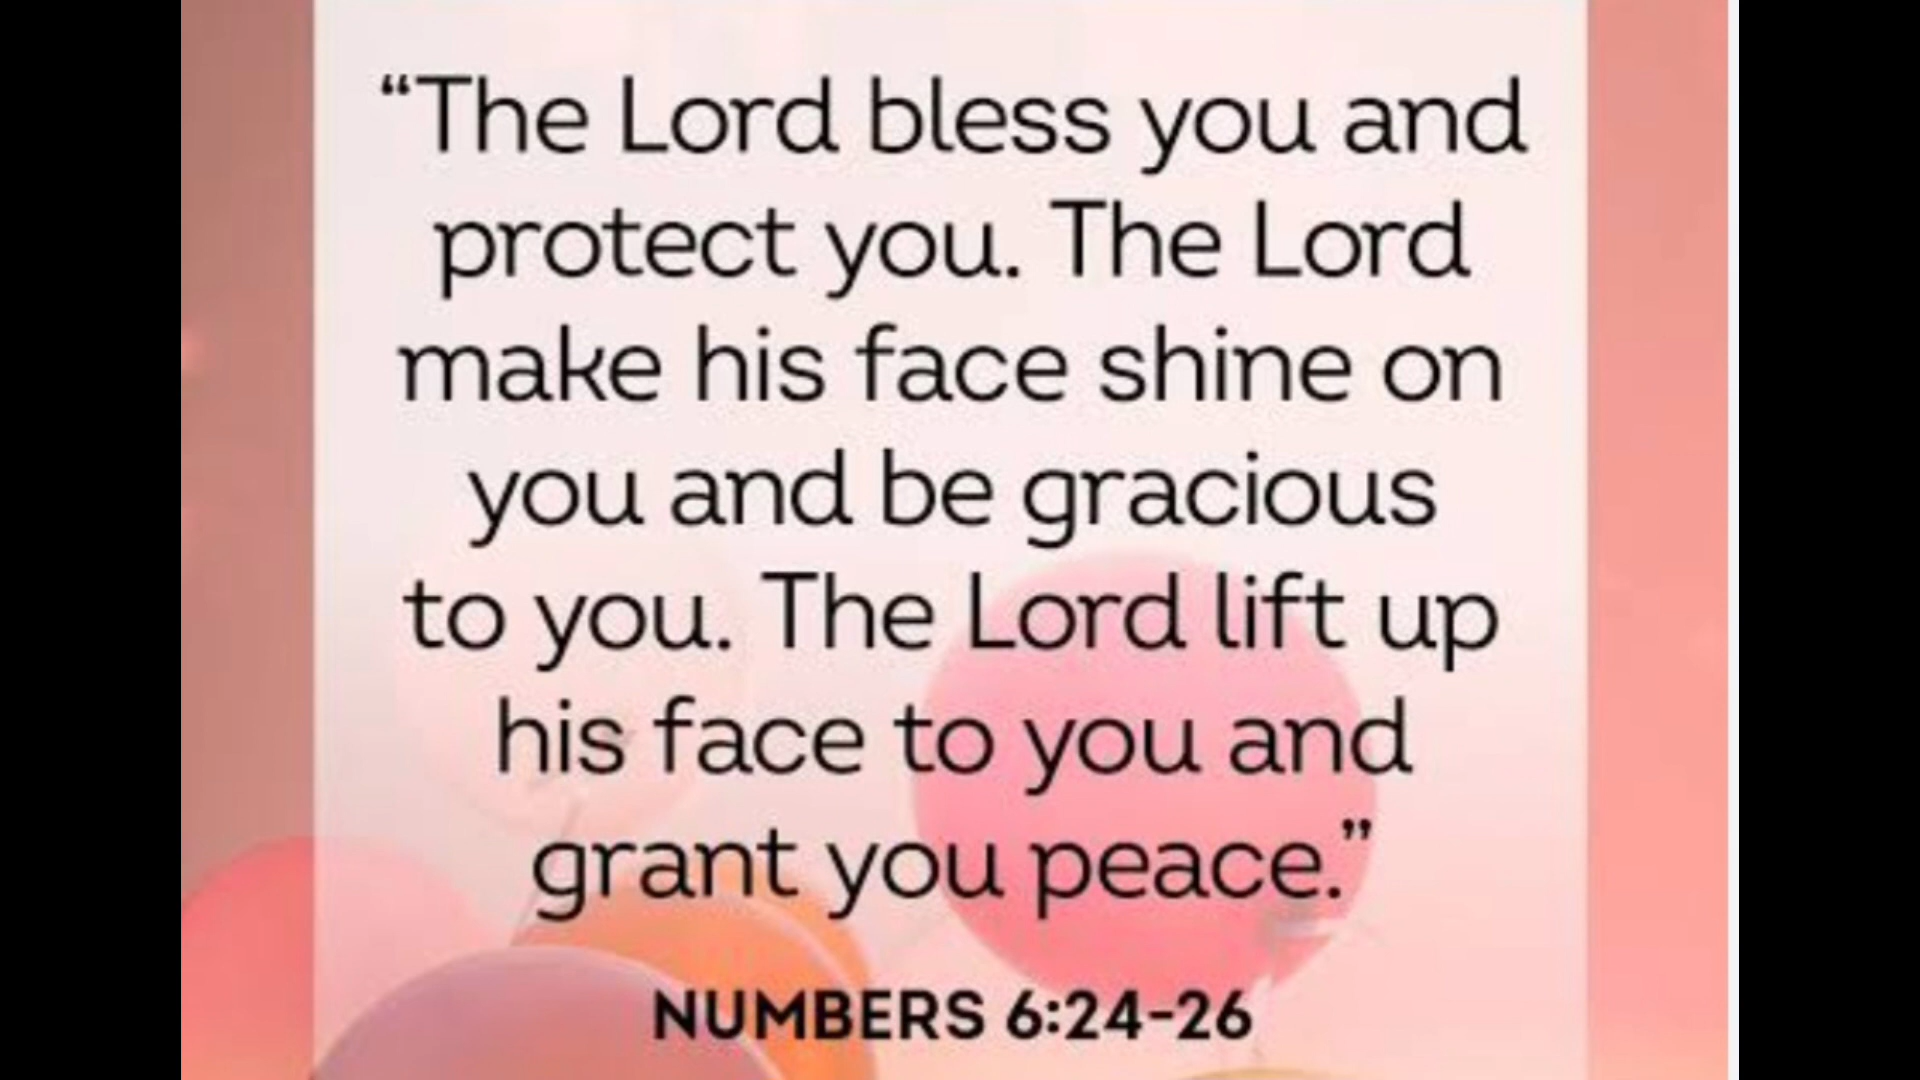 “The Lord bless you and
protect you. The Lord
make his face shine on
you and be gracious
to you. The Lord lift up
his face to you and
grant you peace.”
NUMBERS 6:24-26